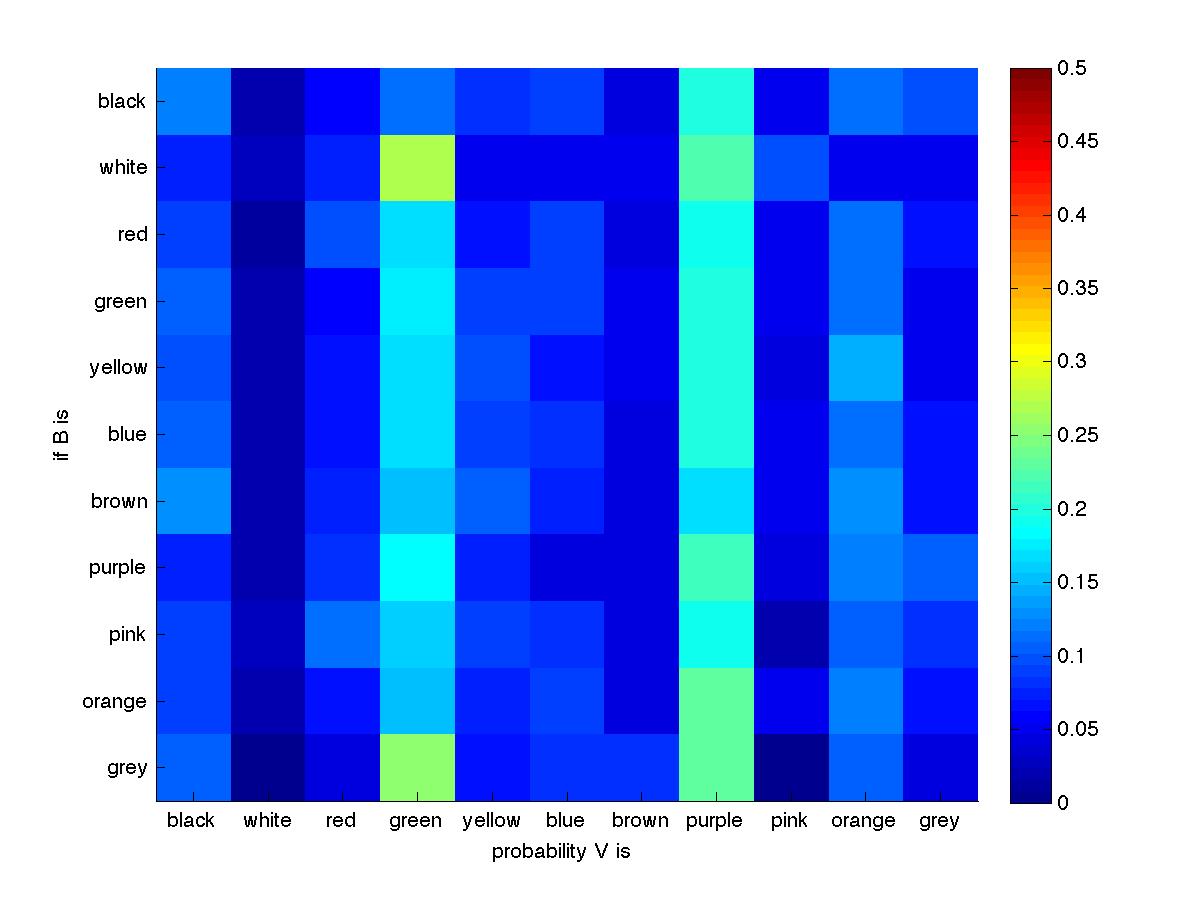 if B is
black
white
red
green
yellow
blue
brown
purple
pink
orange
grey
black white red green yellow blue brown purple pink orange grey
probability V is
0.5
0.45
0.4
0.35
0.3
0.25
0.2
0.15
0.1
0.05
0